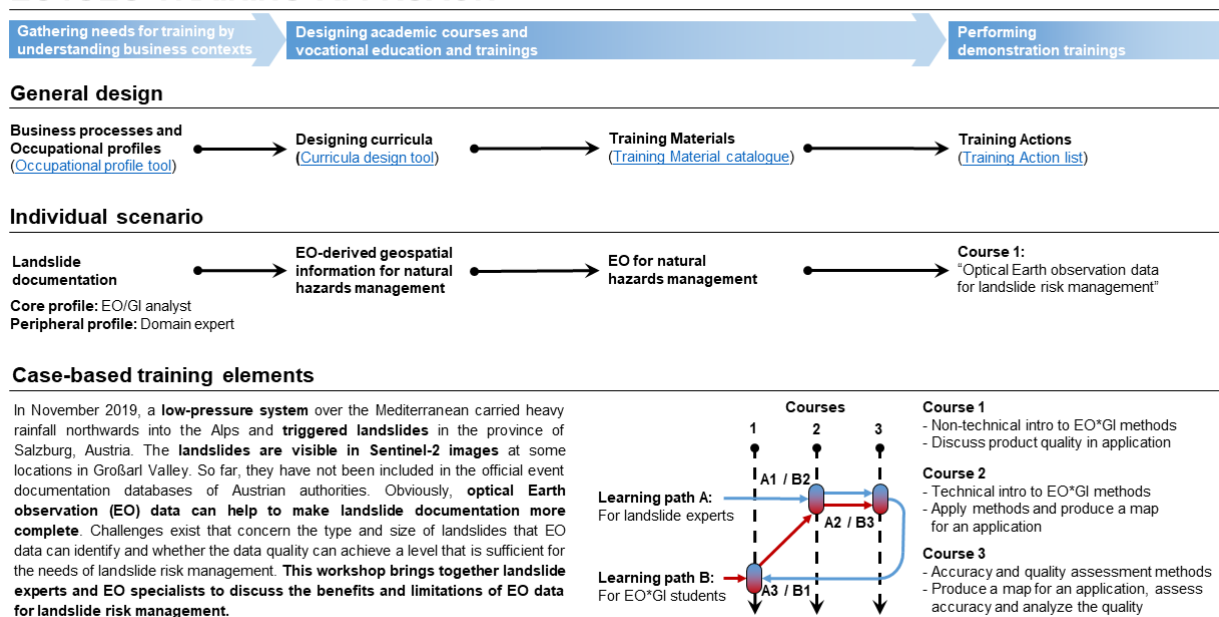 Gathering needs for training by
understanding business contexts
Designing academic courses and
vocational education and trainings
Performing
demonstration trainings
General design
Business processes and
Occupational profiles
(Occupational profile tool)
Designing curricula
(Curricula design tool)
Training Materials
(Training Material catalogue)
Training Actions
(Training Action list)
Individual scenario
Landslide
documentation
Core profile: EO/GI analyst
Peripheral profile: Domain expert
EO-derived geospatial
information for natural
hazards management
EO for natural
hazards management
Course 1:
“Optical Earth observation data
for landslide risk management”
Case-based training elements
In November 2019, a low-pressure system over the Mediterranean carried heavy
rainfall northwards into the Alps and triggered landslides in the province of
Salzburg, Austria. The landslides are visible in Sentinel-2 images at some
locations in Großarl Valley. So far, they have not been included in the official event
documentation databases of Austrian authorities. Obviously, optical Earth
observation (EO) data can help to make landslide documentation more
complete. Challenges exist that concern the type and size of landslides that EO
data can identify and whether the data quality can achieve a level that is sufficient for
the needs of landslide risk management. This workshop brings together landslide
experts and EO specialists to discuss the benefits and limitations of EO data
for landslide risk management.
Courses
1 2 3
A1 / B2
Learning path A:
For landslide experts
A2 / B3
Learning path B:
For EO*GI students
A3 / B1
Course 1
- Non-technical intro to EO*GI methods
- Discuss product quality in application
Course 2
- Technical intro to EO*GI methods
- Apply methods and produce a map
for an application
Course 3
- Accuracy and quality assessment methods
- Produce a map for an application, assess
accuracy and analyze the quality